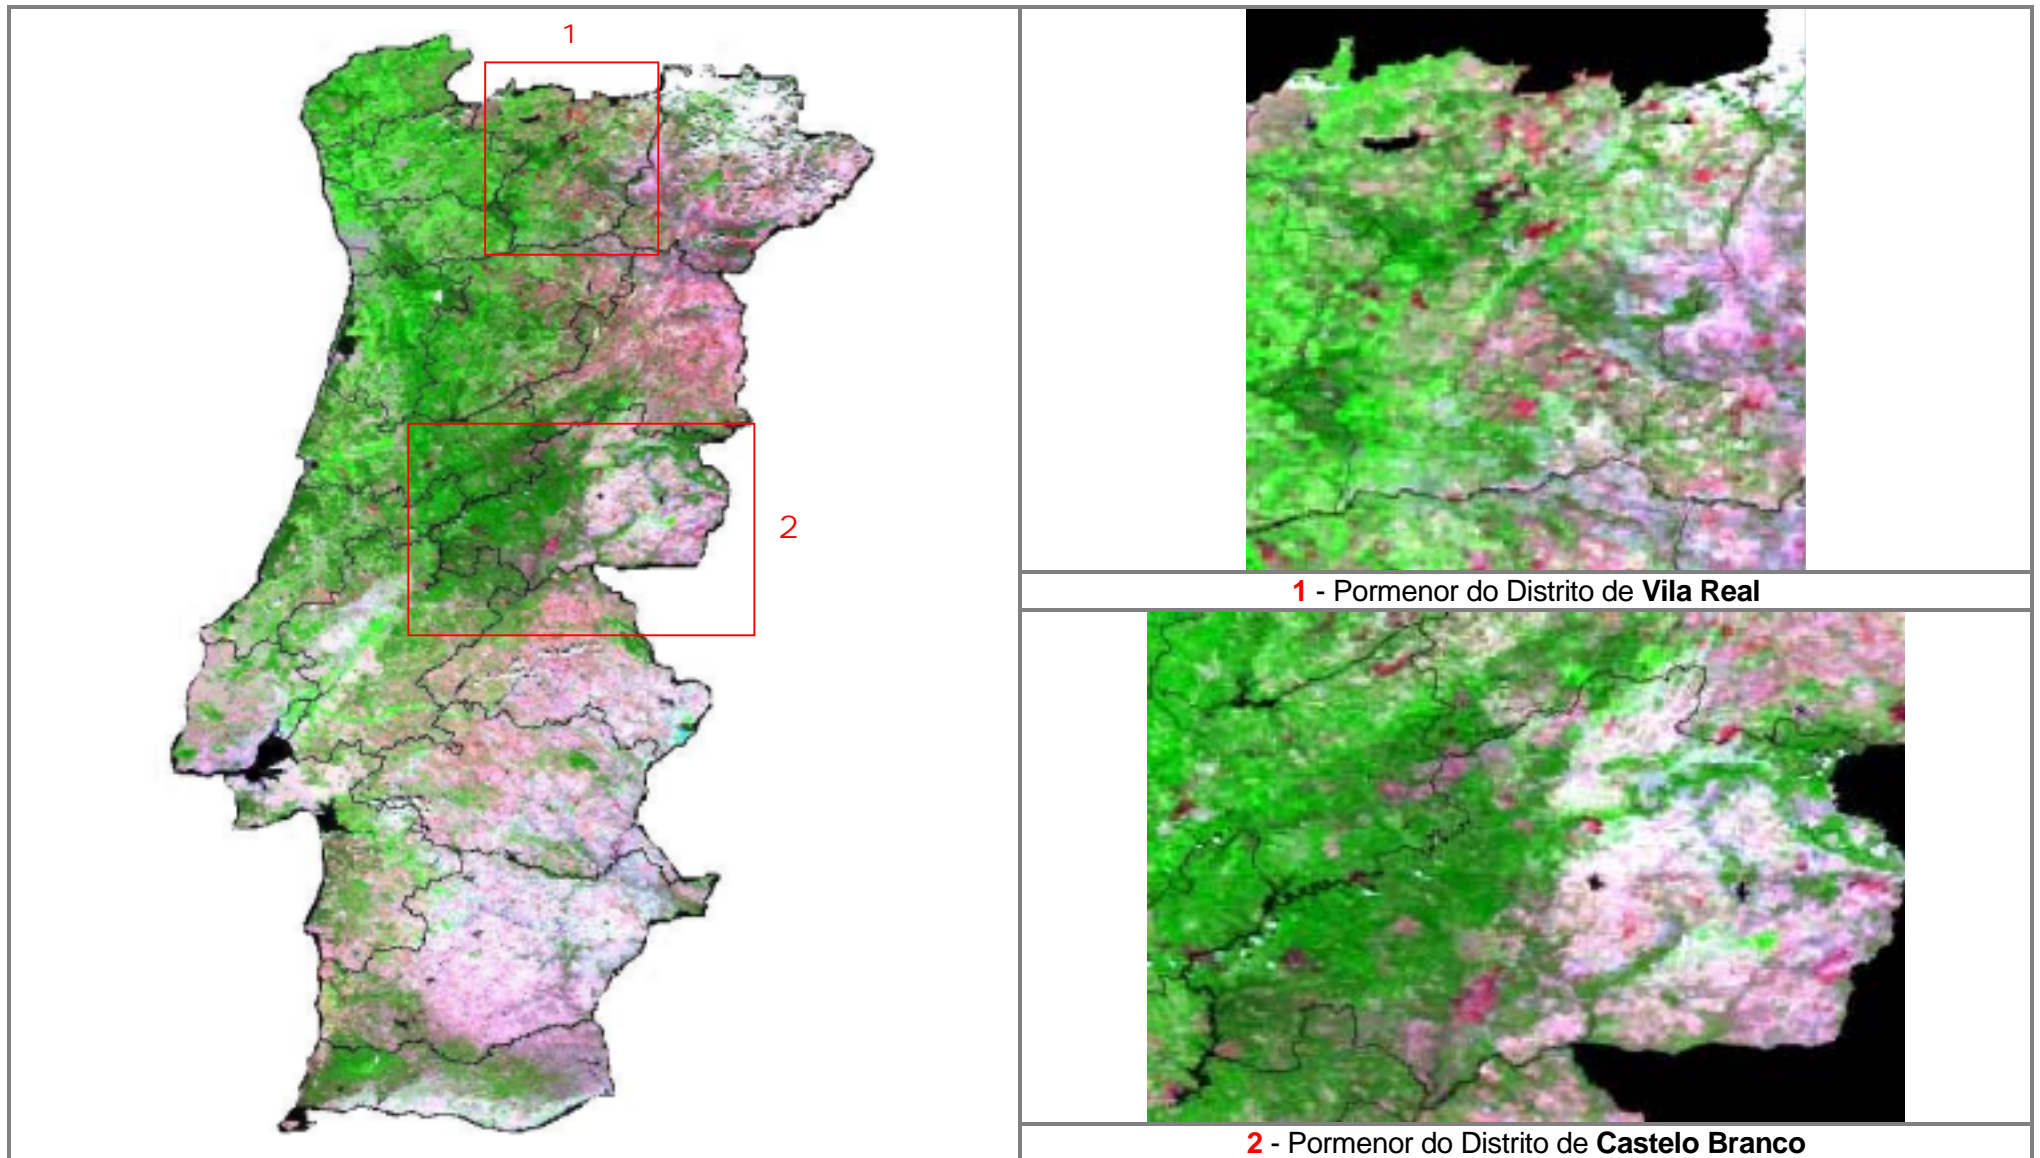 1
2
1 - Pormenor do Distrito de Vila Real
2 - Pormenor do Distrito de Castelo Branco